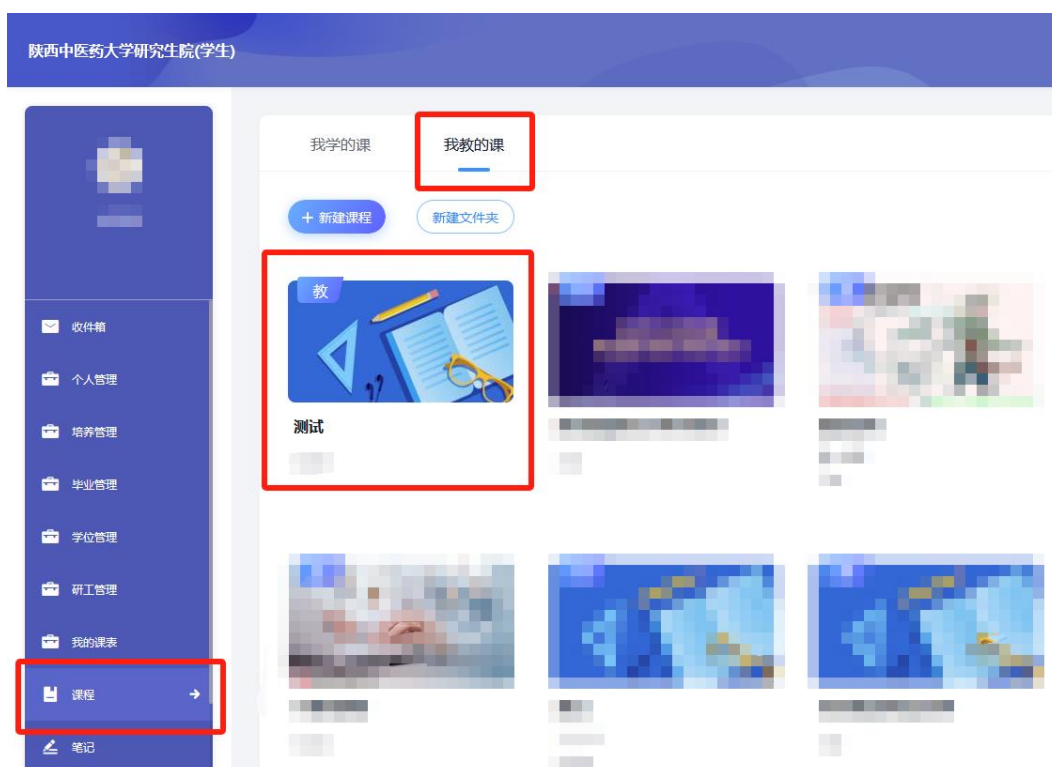 陕西中医药大学研究生院(学生)
我学的课
我教的课
+ 新建课程
新建文件夹
教
测试
收件箱
个人管理
培养管理
毕业管理
学位管理
研工管理
我的课表
课程
笔记